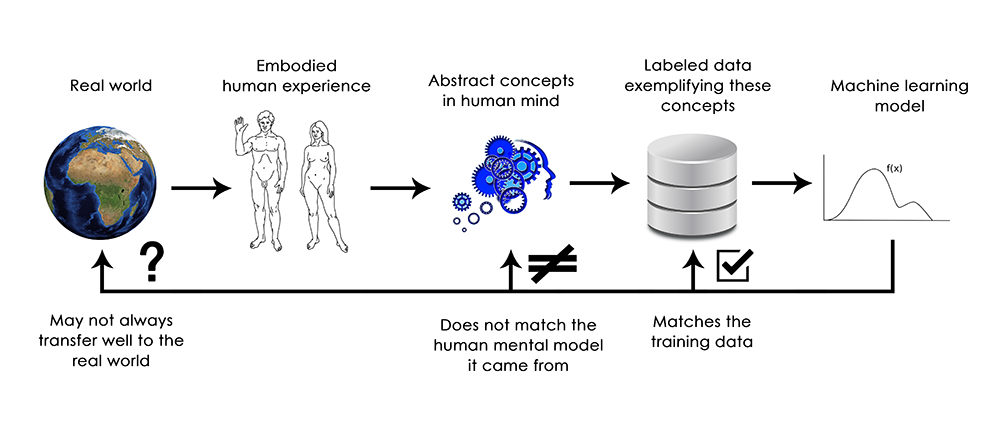 Real world
Embodied
human experience
Abstract concepts
in human mind
Labeled data
exemplifying these
concepts
Machine learning
model
f(x)
?
≠
May not always
transfer well to the
real world
Does not match the
human mental model
it came from
Matches the
training data